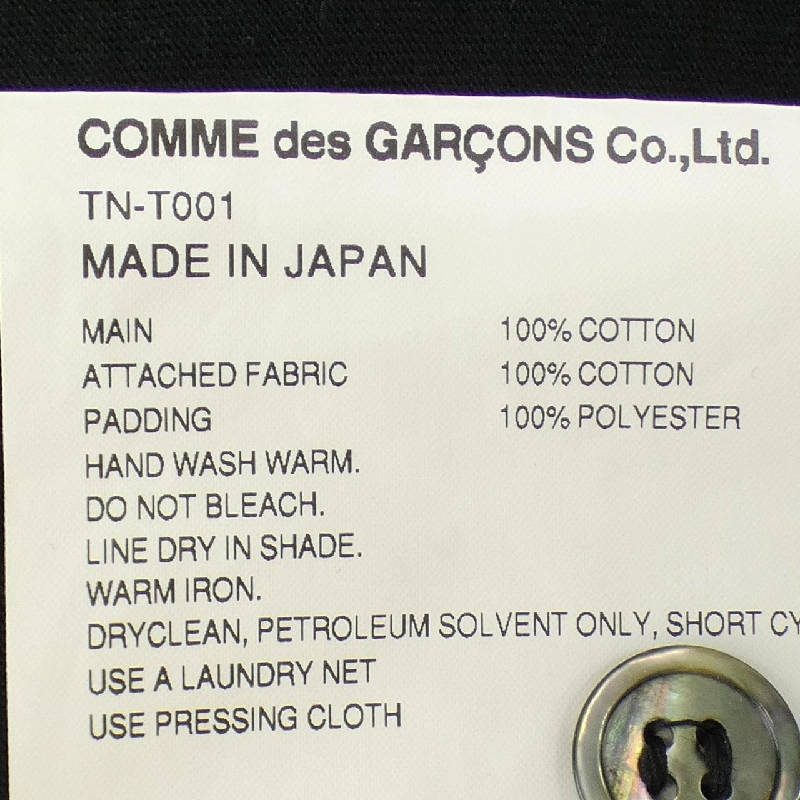 COMME des GARÇONS Co.,Ltd.
TN-T001
MADE IN JAPAN
MAIN 100% COTTON
ATTACHED FABRIC 100% COTTON
PADDING 100% POLYESTER
HAND WASH WARM.
DO NOT BLEACH.
LINE DRY IN SHADE.
WARM IRON.
DRYCLEAN, PETROLEUM SOLVENT ONLY, SHORT CY
USE A LAUNDRY NET
USE PRESSING CLOTH